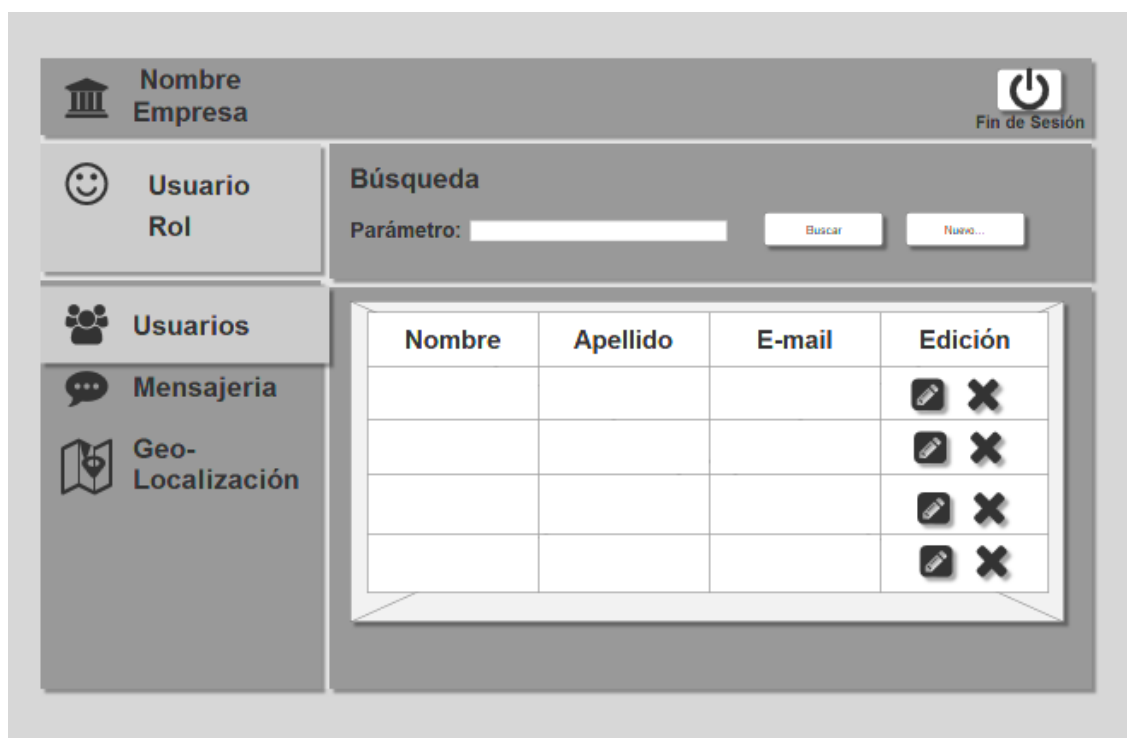 Nombre
Empresa
Fin de Sesión
Usuario
Rol
Búsqueda
Parámetro:
Buscar
Nuevo...
Usuarios
Mensajeria
Geo-
Localización
Nombre Apellido E-mail Edición